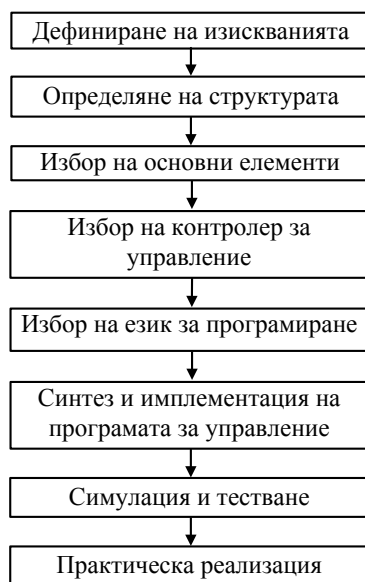 Дефиниране на изискванията
Определяне на структурата
Избор на основни елементи
Избор на контролер за
управление
Избор на език за програмиране
Синтез и имплементация на
програмата за управление
Симулация и тестване
Практическа реализация